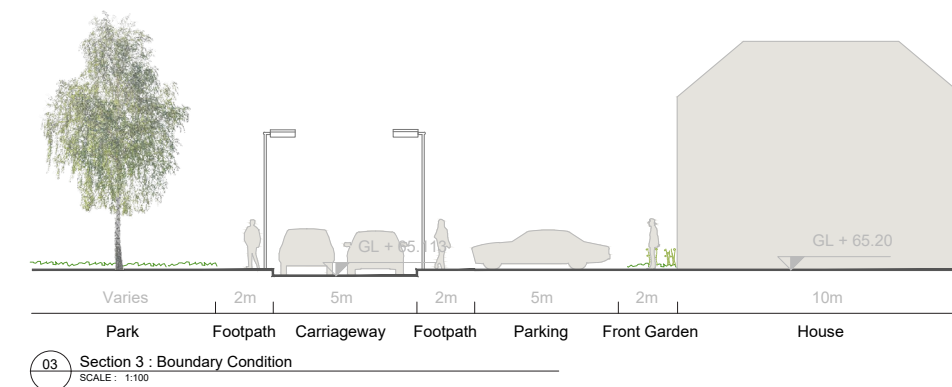 GL + 65.113
GL + 65.20
Varies 2m 5m 2m 5m 2m 10m
Park Footpath Carriageway Footpath Parking Front Garden House
03 Section 3 : Boundary Condition
SCALE : 1:100